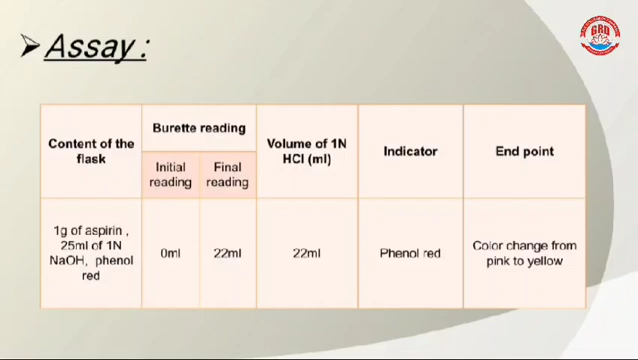 Assay :
GRD
Content of the flask
Burette reading
Initial reading
Final reading
Volume of 1N HCl (ml)
Indicator
End point
1g of aspirin ,
25ml of 1N
NaOH, phenol
red
0ml
22ml
22ml
Phenol red
Color change from
pink to yellow